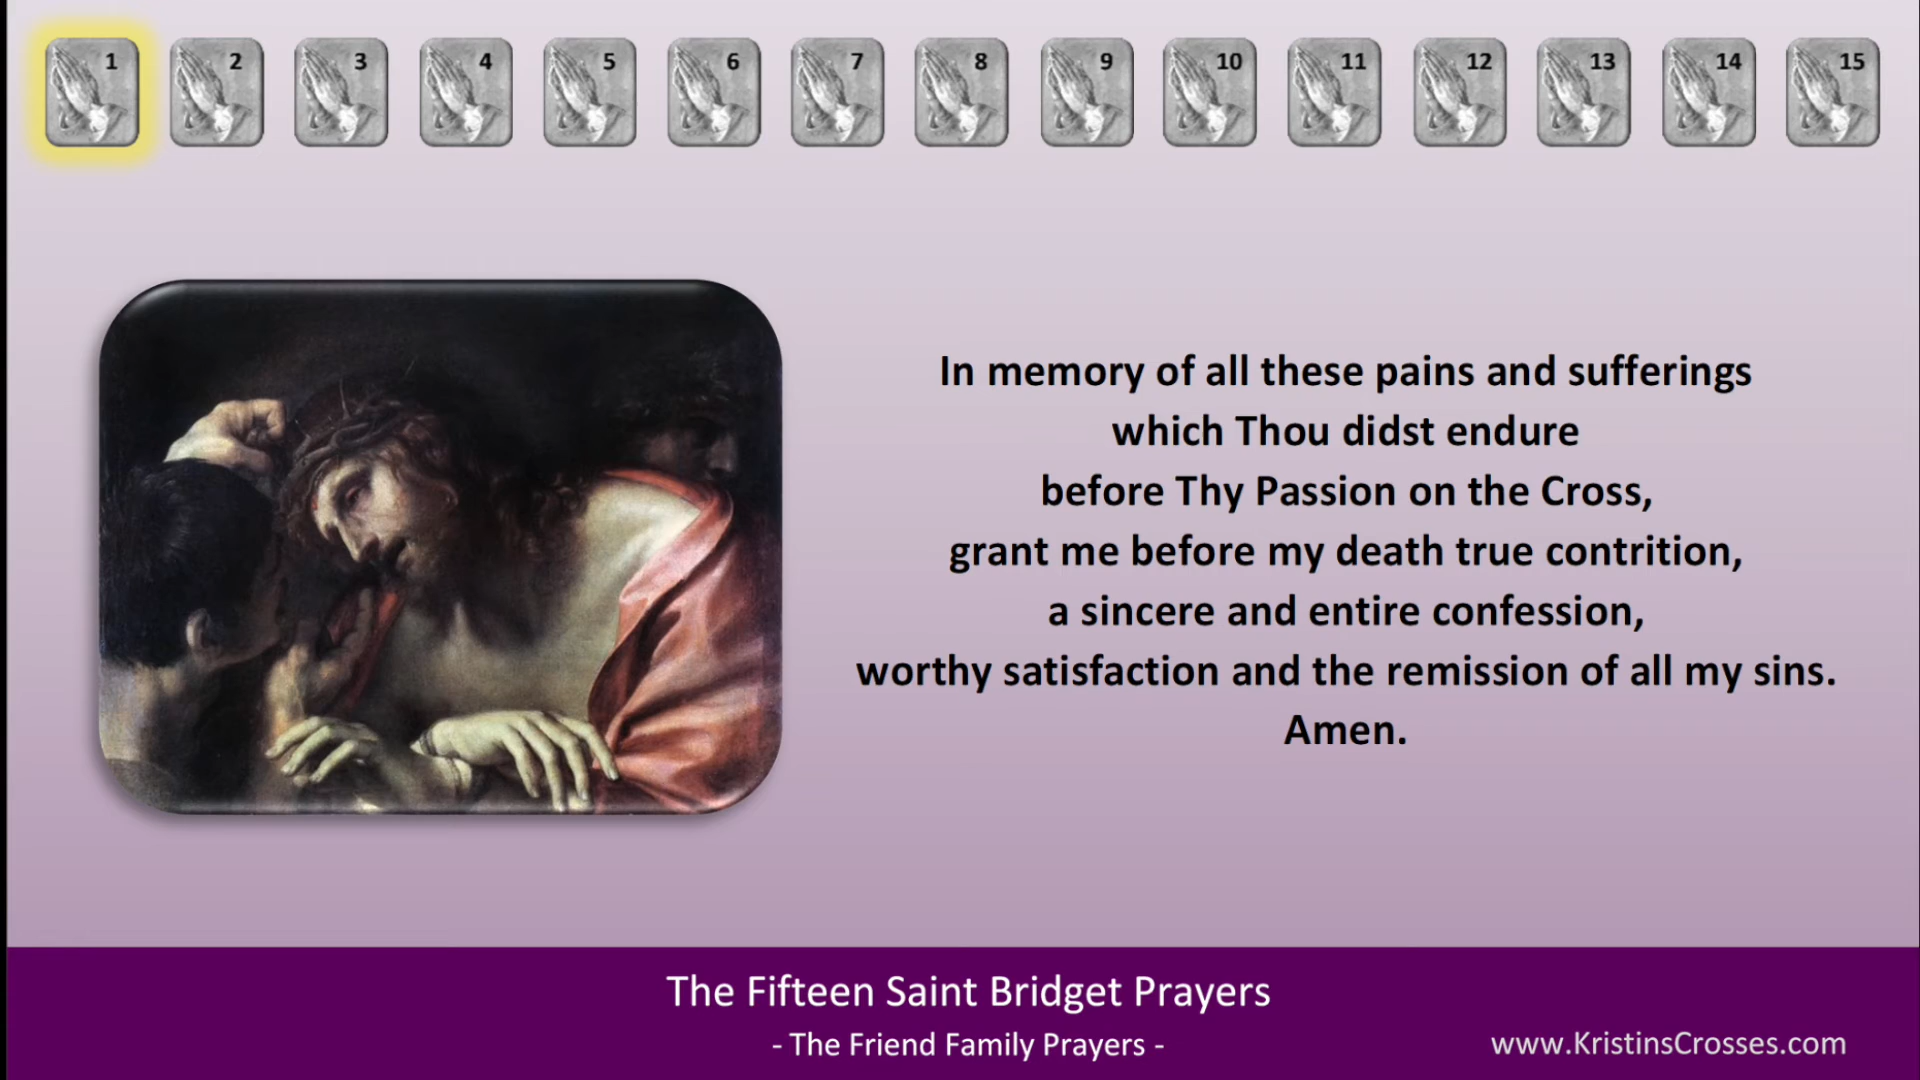 1 2 3 4 5 6 7 8 9 10 11 12 13 14 15
In memory of all these pains and sufferings
which Thou didst endure
before Thy Passion on the Cross,
grant me before my death true contrition,
a sincere and entire confession,
worthy satisfaction and the remission of all my sins.
Amen.
The Fifteen Saint Bridget Prayers
- The Friend Family Prayers -
www.KristinsCrosses.com